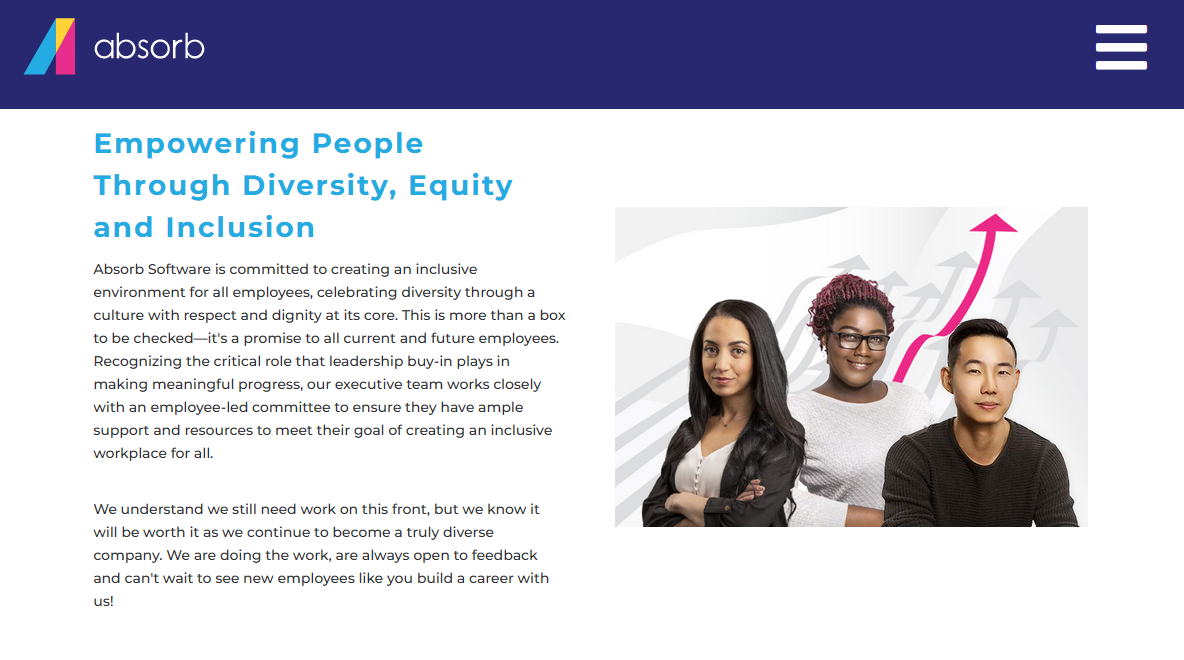 absorb
Empowering People
Through Diversity, Equity
and Inclusion
Absorb Software is committed to creating an inclusive
environment for all employees, celebrating diversity through a
culture with respect and dignity at its core. This is more than a box
to be checked—it's a promise to all current and future employees.
Recognizing the critical role that leadership buy-in plays in
making meaningful progress, our executive team works closely
with an employee-led committee to ensure they have ample
support and resources to meet their goal of creating an inclusive
workplace for all.
We understand we still need work on this front, but we know it
will be worth it as we continue to become a truly diverse
company. We are doing the work, are always open to feedback
and can't wait to see new employees like you build a career with
us!